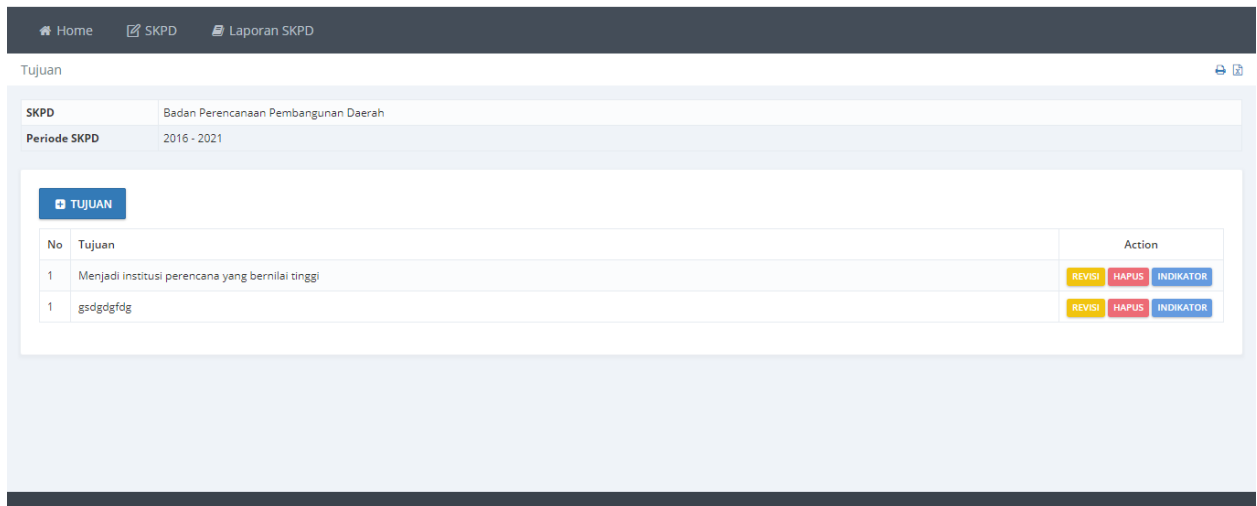 Home SKPD Laporan SKPD
Tujuan
SKPD Badan Perencanaan Pembangunan Daerah
Periode SKPD 2016 - 2021
TUJUAN
No Tujuan Action
1 Menjadi institusi perencana yang bernilai tinggi REVISI HAPUS INDIKATOR
1 gsdgdgfdg REVISI HAPUS INDIKATOR